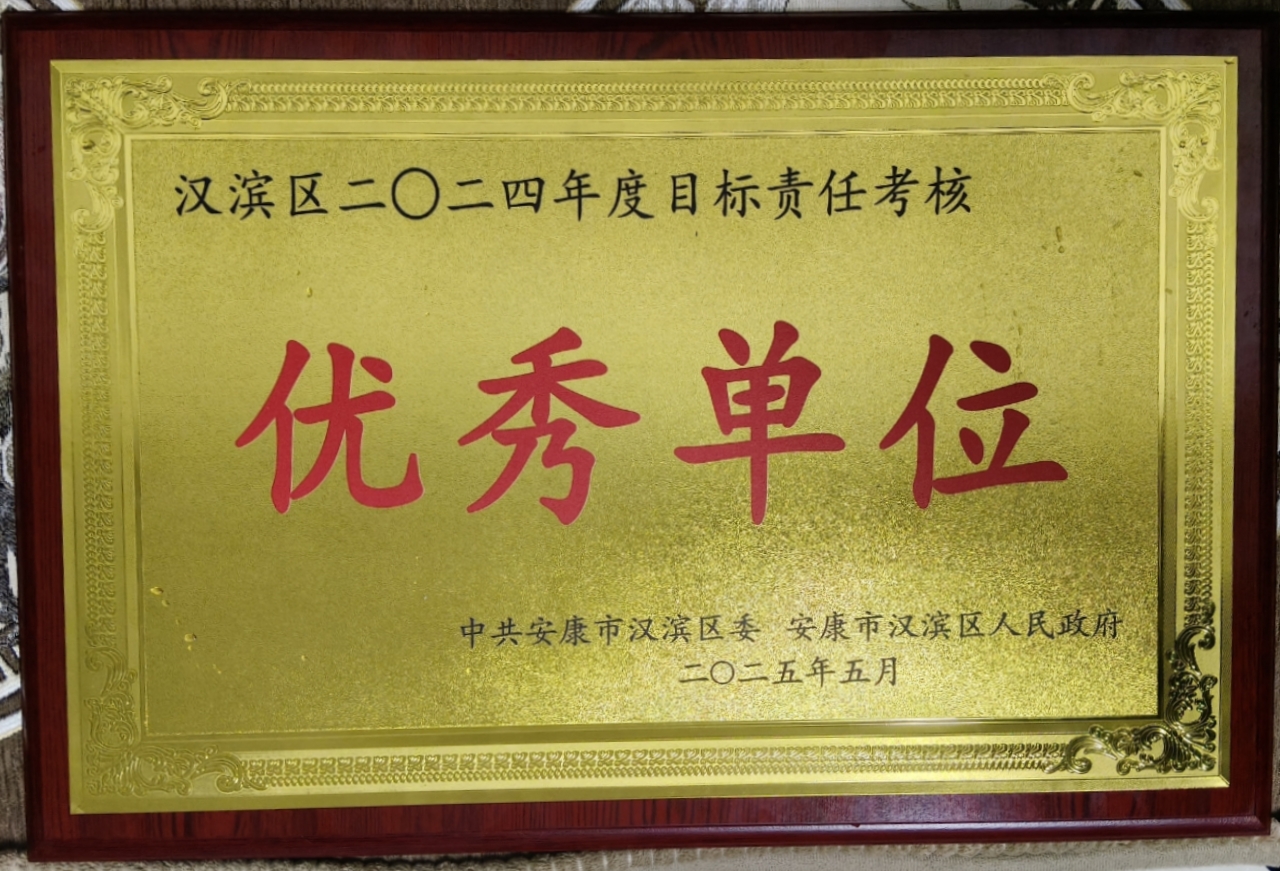 汉滨区二〇二四年度目标责任考核
优秀单位
中共安康市汉滨区委 安康市汉滨区人民政府
二〇二五年五月